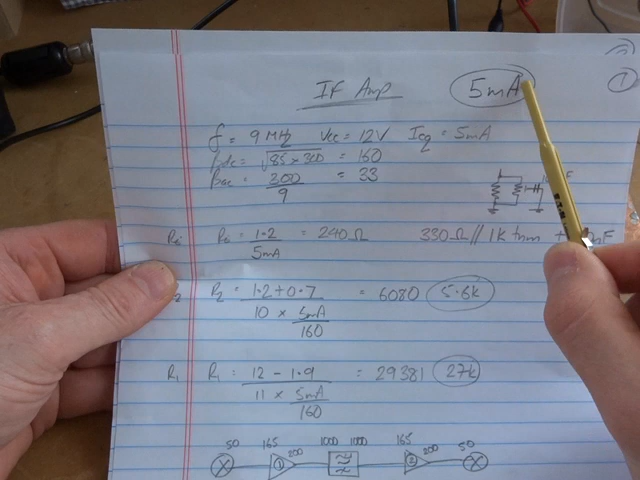 IF Amp 5mA 1
f = 9 MHz Vcc = 12V Icq = 5mA
βdc = √85 x 300 = 160
βac = 300/9 = 33
Re = 1.2/5mA = 240Ω 330Ω // 1k trim +
R2 = 1.2 + 0.7/10 x 5mA/160 = 6080 5.6k
R1 R1 = 12 - 1.9/11 x 5mA/160 = 29381 27k
50 165 200 1000 1000 165 200 50
1 2